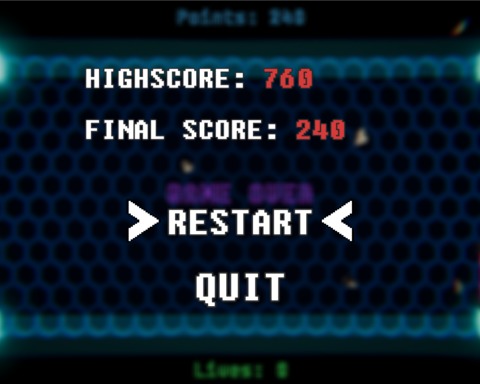 Points: 240
HIGHSCORE: 760
FINAL SCORE: 240
GAME OVER
> RESTART <
QUIT
Lives: 0